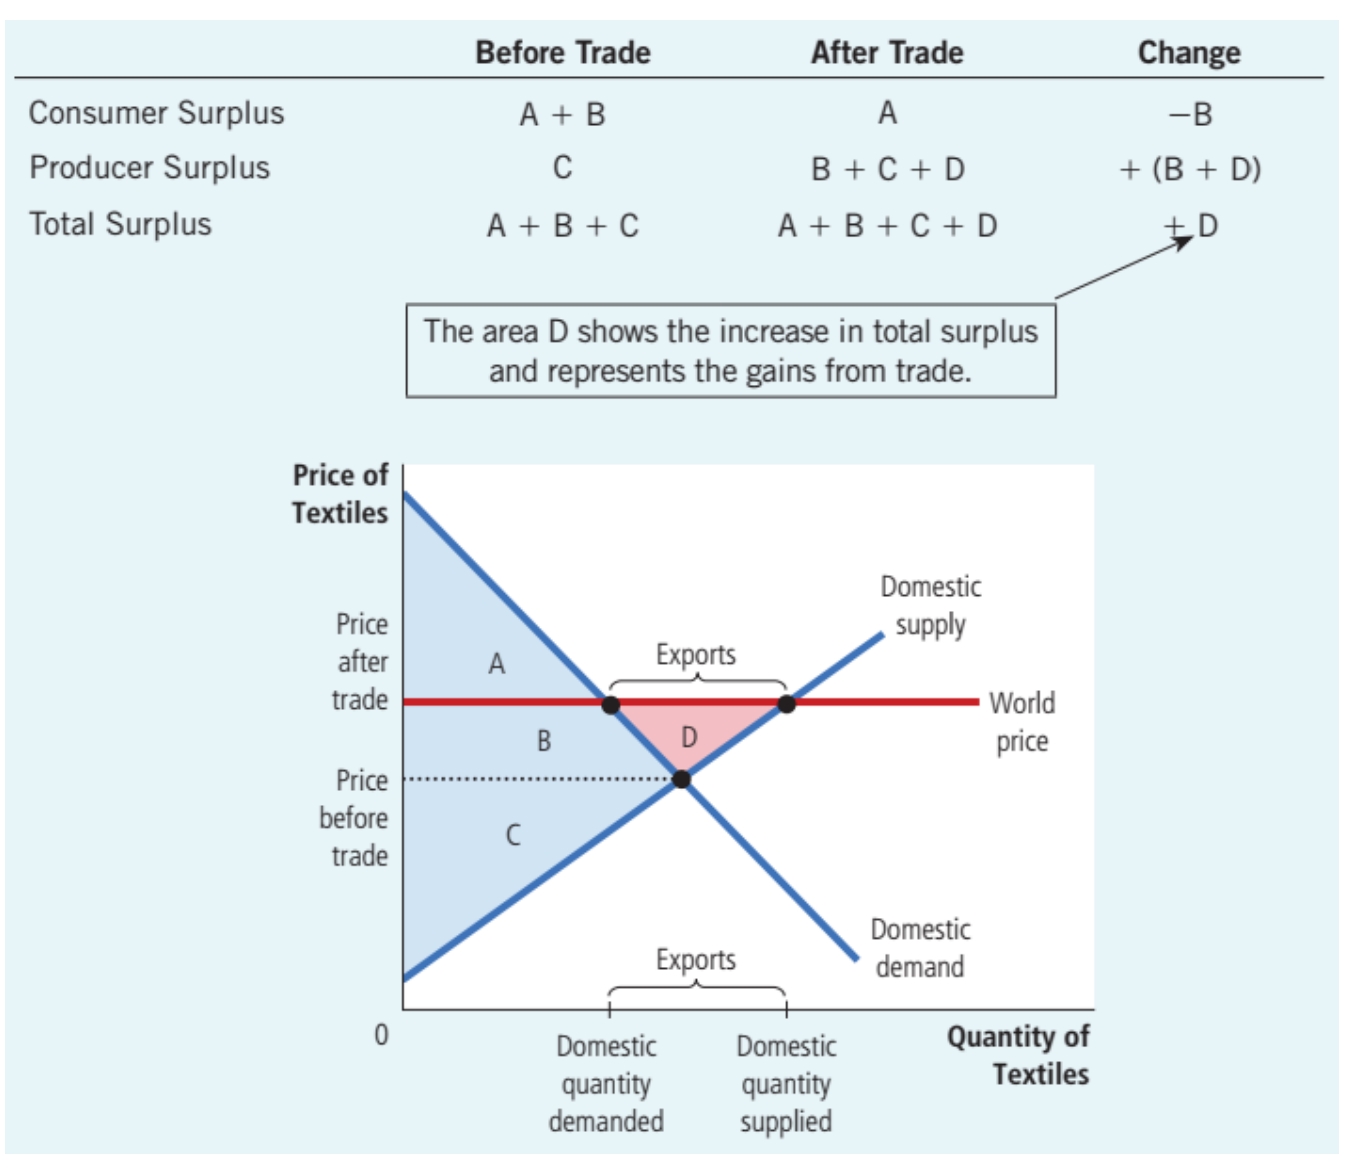 Before Trade After Trade Change
Consumer Surplus A + B A −B
Producer Surplus C B + C + D + (B + D)
Total Surplus A + B + C A + B + C + D + D
The area D shows the increase in total surplus
and represents the gains from trade.
Price of
Textiles
Price
after
trade
Price
before
trade
A
B
C
D
Exports
Domestic
supply
World
price
Domestic
demand
Exports
0
Domestic
quantity
demanded
Domestic
quantity
supplied
Quantity of
Textiles